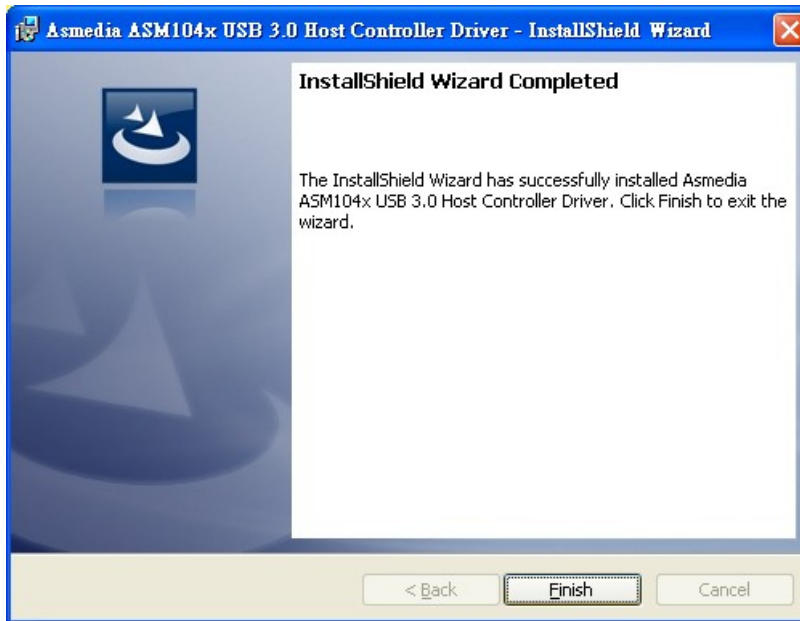 Asmedia ASM104x USB 3.0 Host Controller Driver - InstallShield Wizard
InstallShield Wizard Completed
The InstallShield Wizard has successfully installed Asmedia
ASM104x USB 3.0 Host Controller Driver. Click Finish to exit the
wizard.
< Back
Finish
Cancel